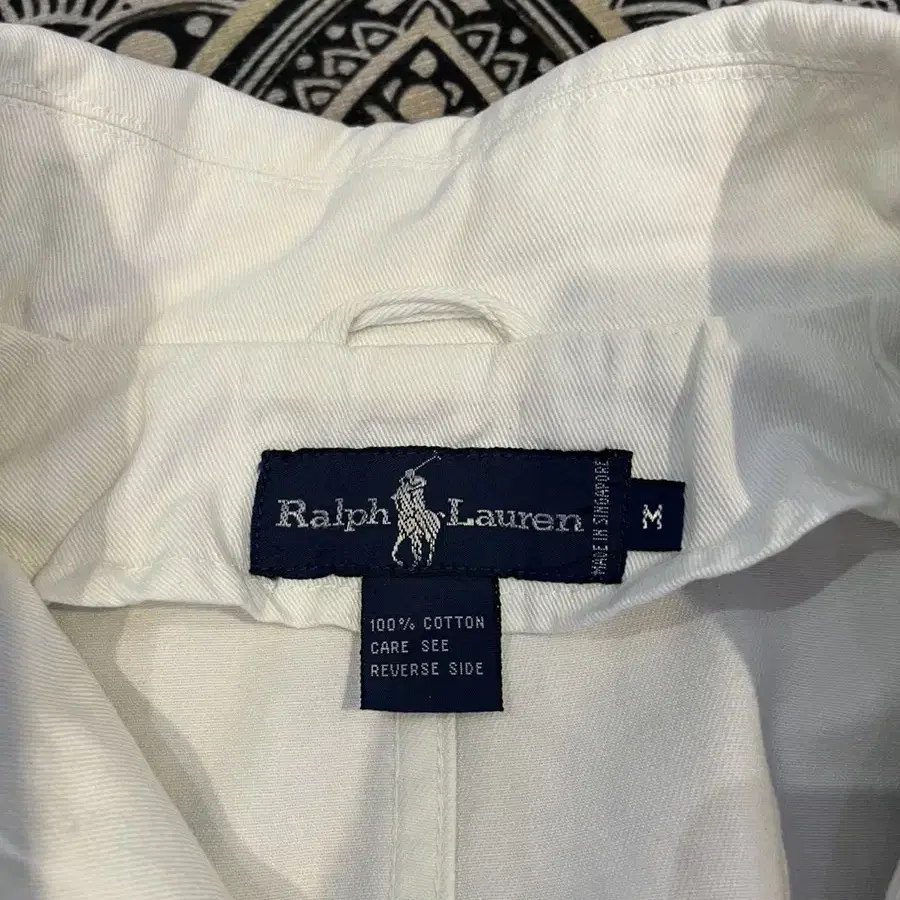 Ralph Lauren
MADE IN SINGAPORE
M
100% COTTON
CARE SEE
REVERSE SIDE